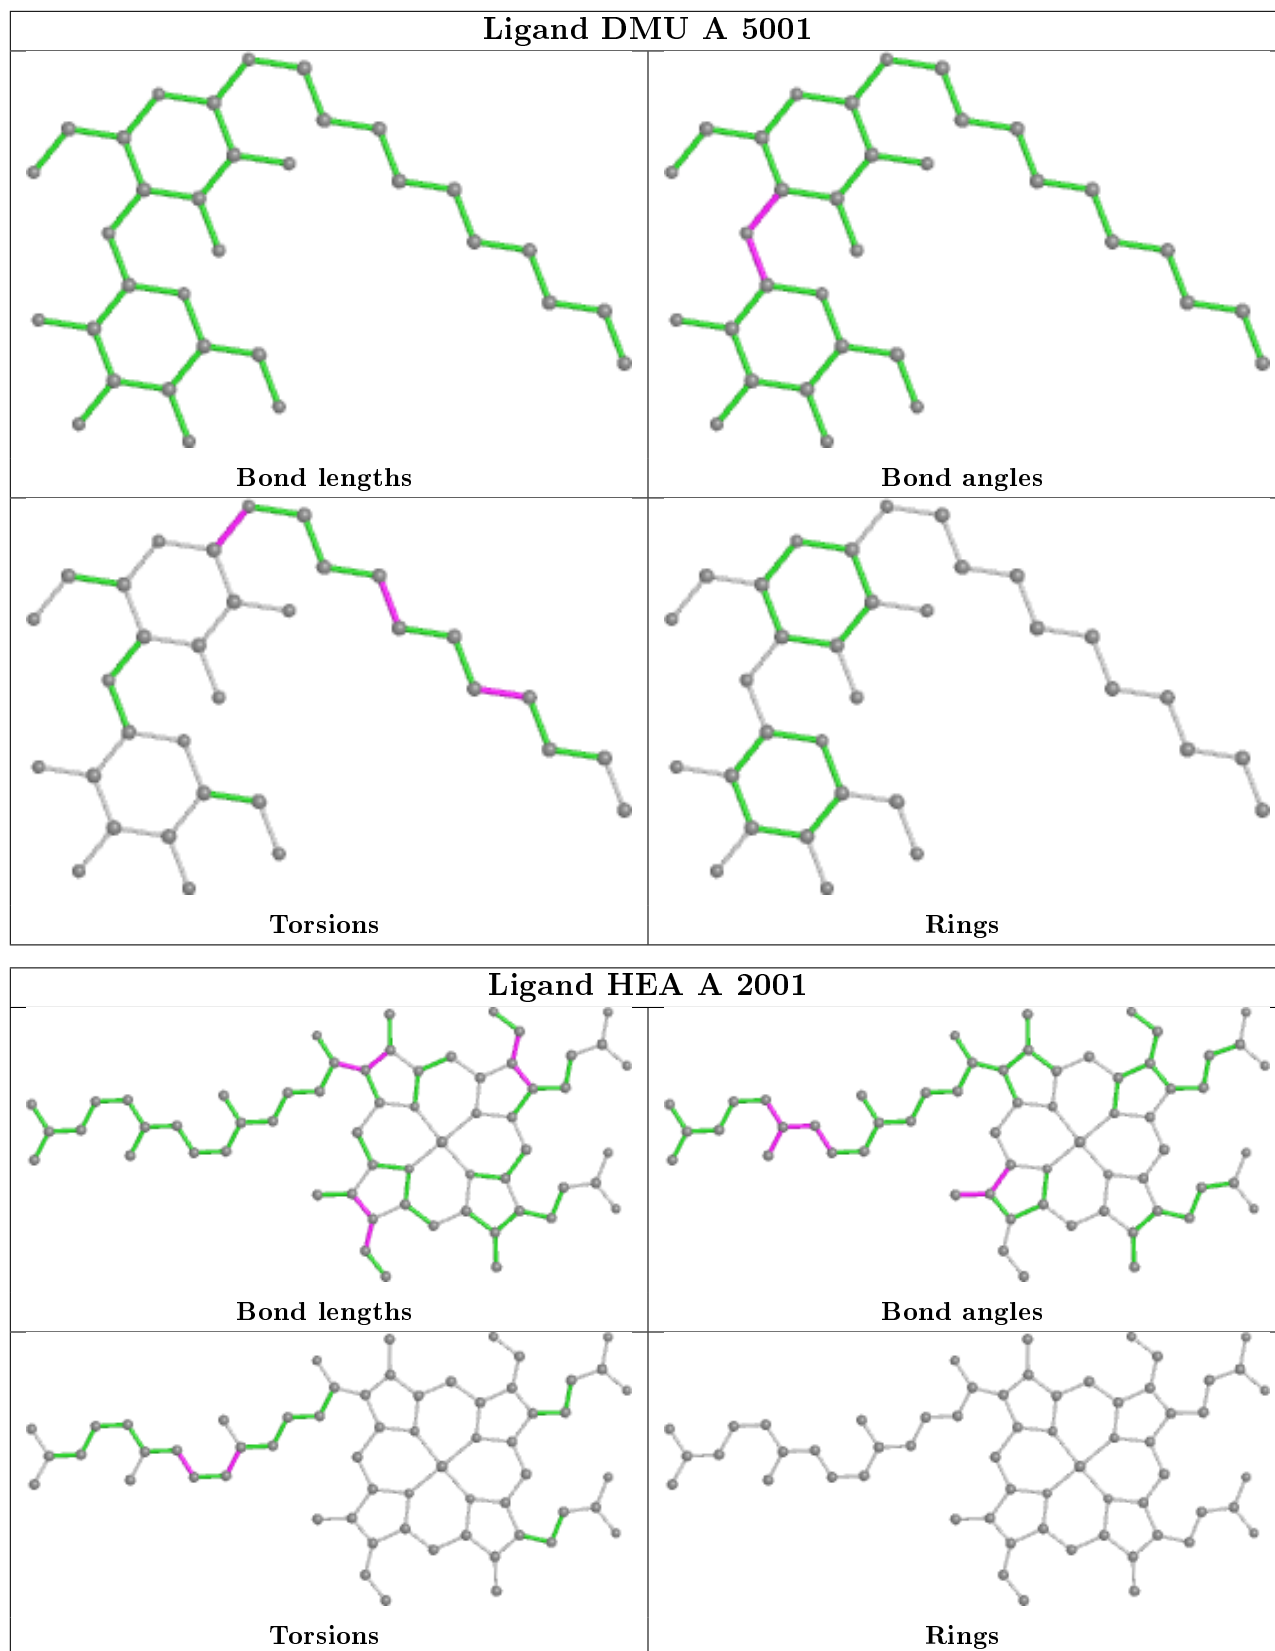 Ligand DMU A 5001
Bond lengths
Bond angles
Torsions
Rings
Ligand HEA A 2001
Bond lengths
Bond angles
Torsions
Rings